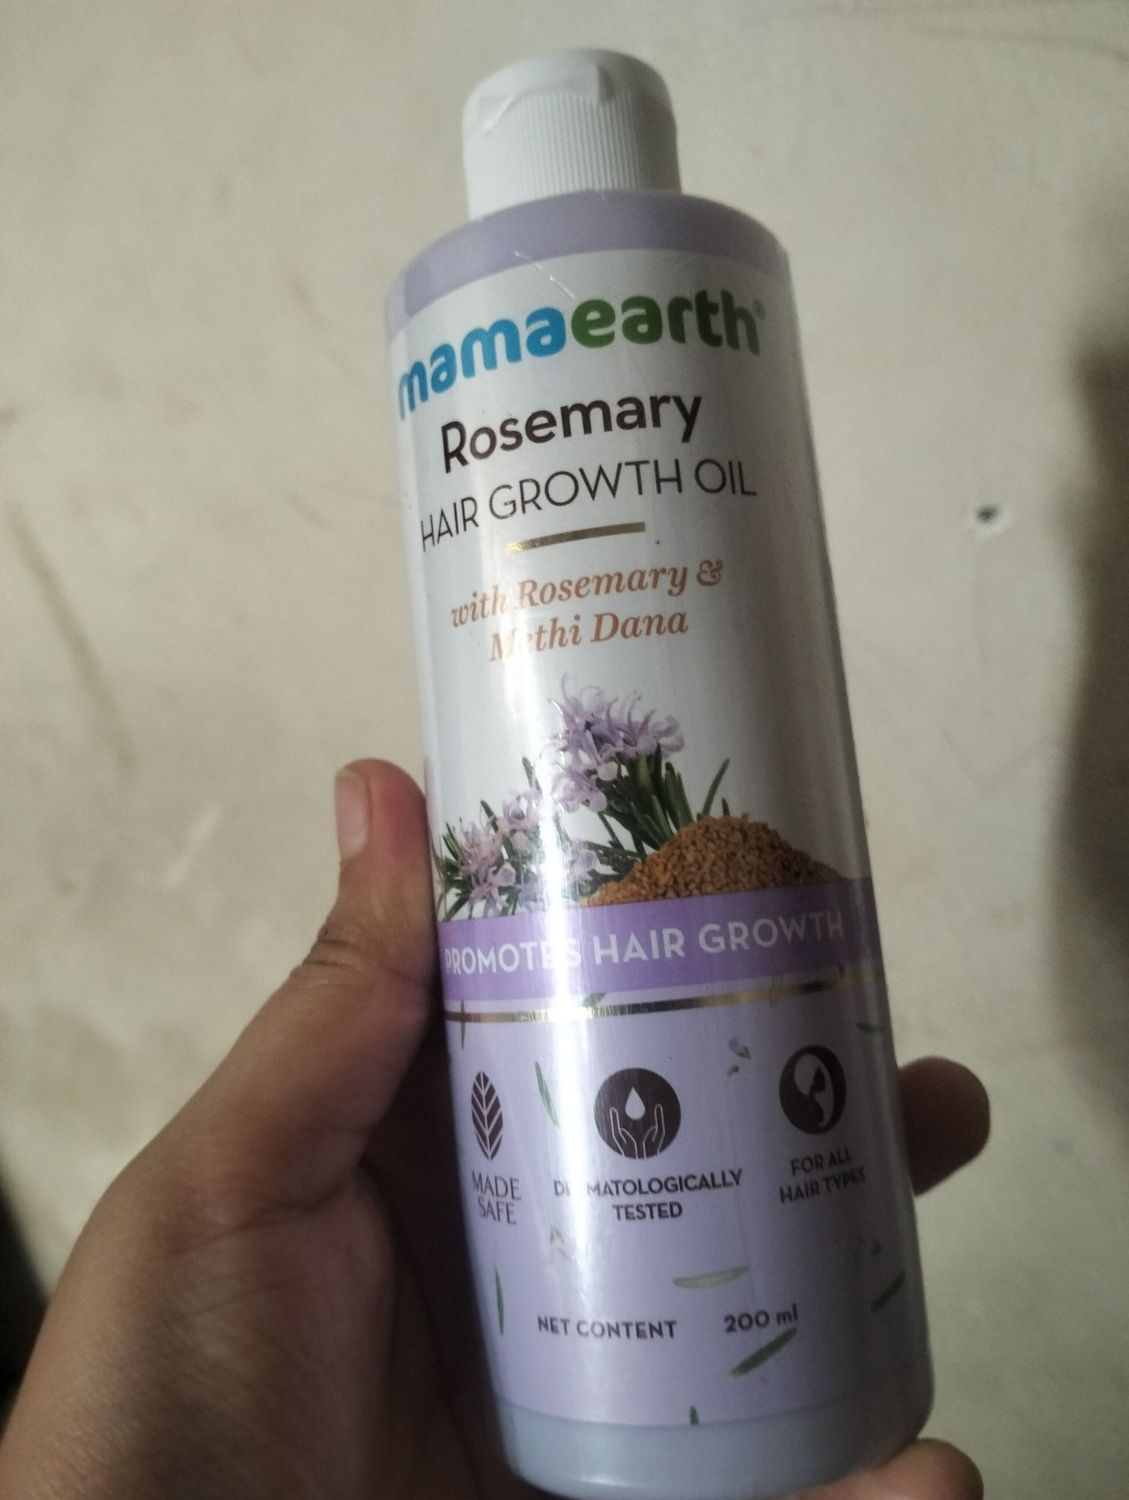 mamaearth®
Rosemary
HAIR GROWTH OIL
with Rosemary &
Methi Dana
PROMOTES HAIR GROWTH
MADE
SAFE
DERMATOLOGICALLY
TESTED
FOR ALL
HAIR TYPES
NET CONTENT 200 ml